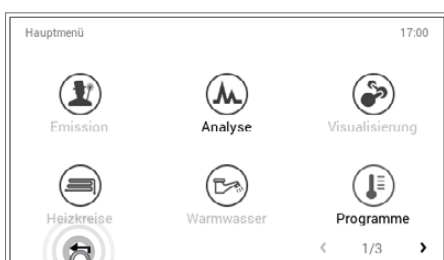 Hauptmenü 17:00
Emission Analyse Visualisierung
Heizkreise Warmwasser Programme
< 1/3 >